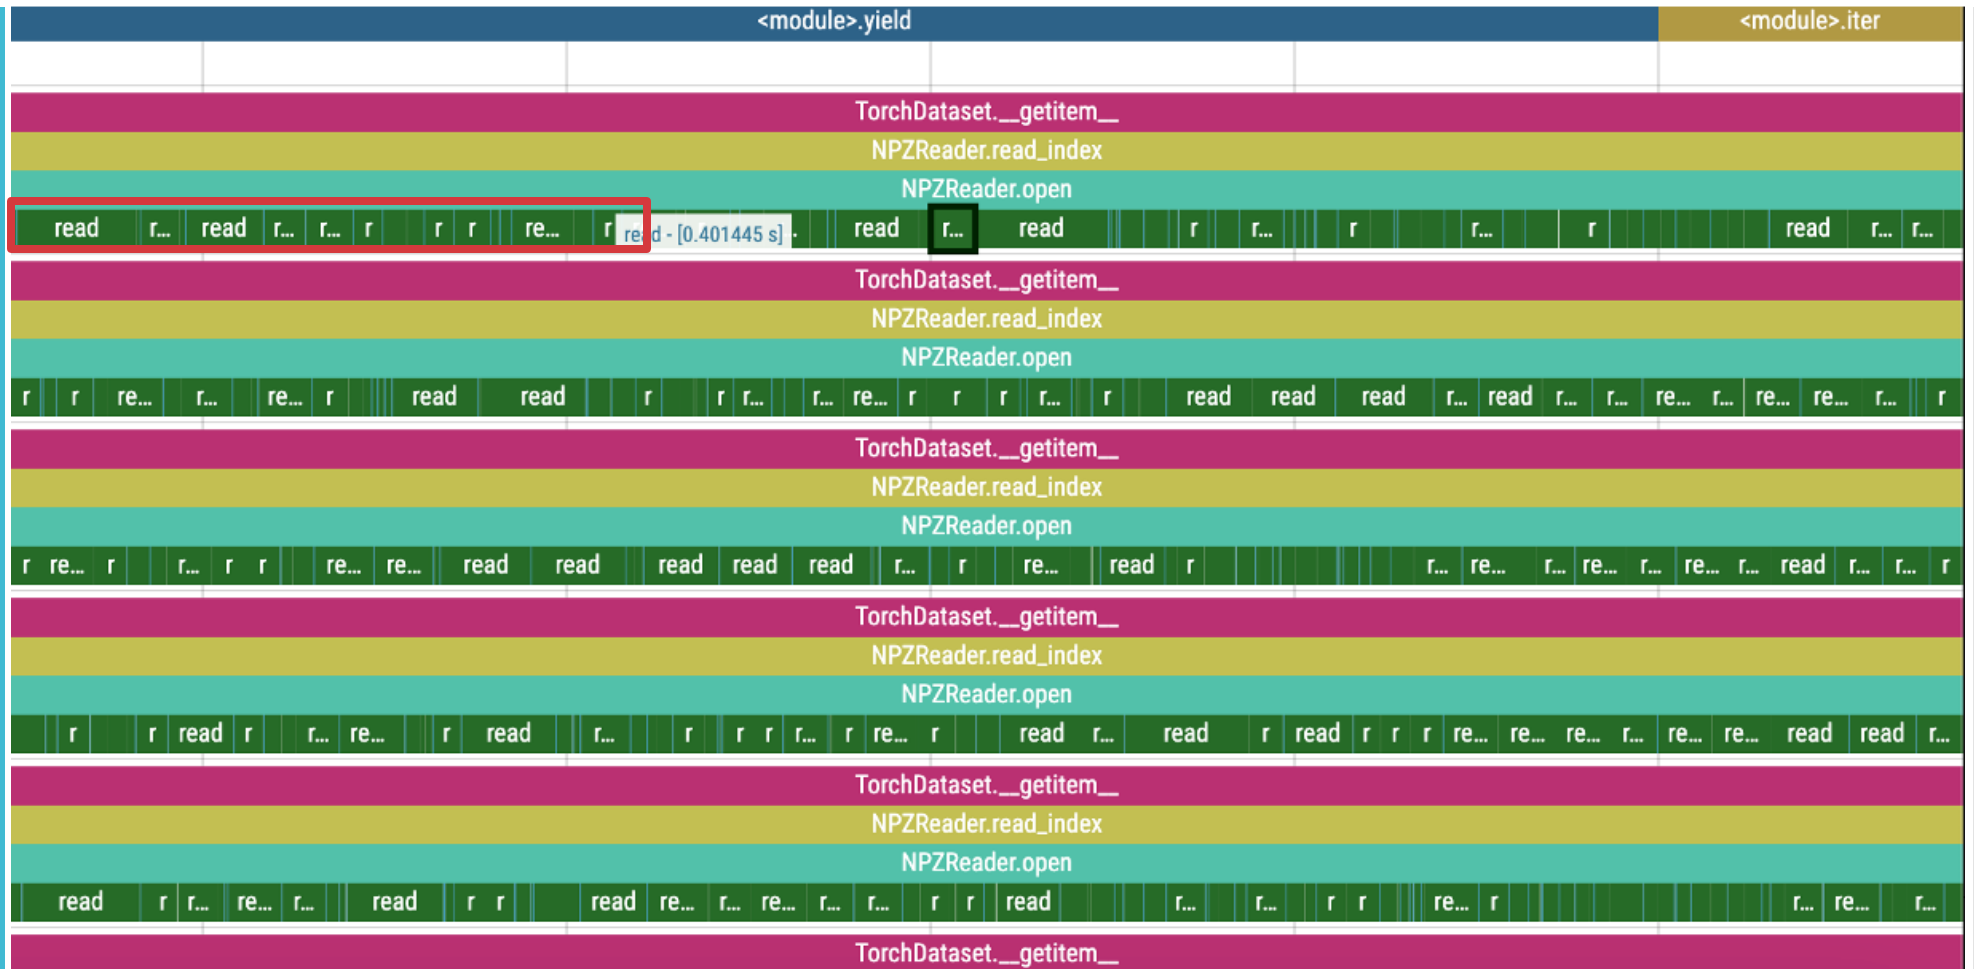 <module>.yield <module>.iter
TorchDataset.__getitem__
NPZReader.read_index
NPZReader.open
read r... read r... r... r r r re... r read - [0.401445 s] . read r... read r r... r r... r read r... r...
TorchDataset.__getitem__
NPZReader.read_index
NPZReader.open
r r re... r... re... r read read r r r... r... re... r r r r... r read read read r... read r... r... re... r... re... re... r... r
TorchDataset.__getitem__
NPZReader.read_index
NPZReader.open
r re... r r... r r re... re... read read read read read r... r re... read r r... re... r... re... r... re... r... read r... r... r
TorchDataset.__getitem__
NPZReader.read_index
NPZReader.open
r r read r r... re... r read r... r r r r... r re... r read r... read r read r r r re... re... re... r... re... re... read read r...
TorchDataset.__getitem__
NPZReader.read_index
NPZReader.open
read r r... re... r... read r r read re... r... re... r... r... r r read r... r... r r re... r r... re... r...
TorchDataset.__getitem__